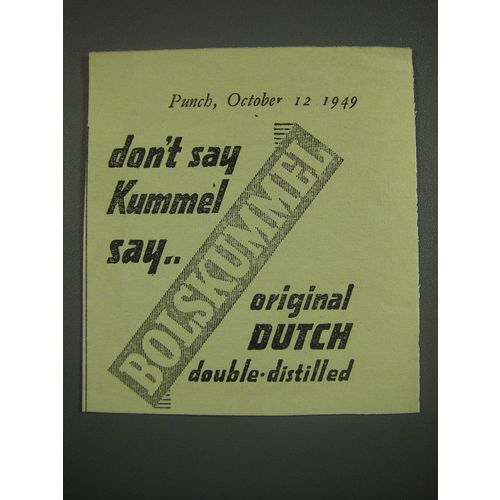 Punch, October 12 1949
don't say
Kummel
say..
BOLSKUMMEL
original
DUTCH
double-distilled